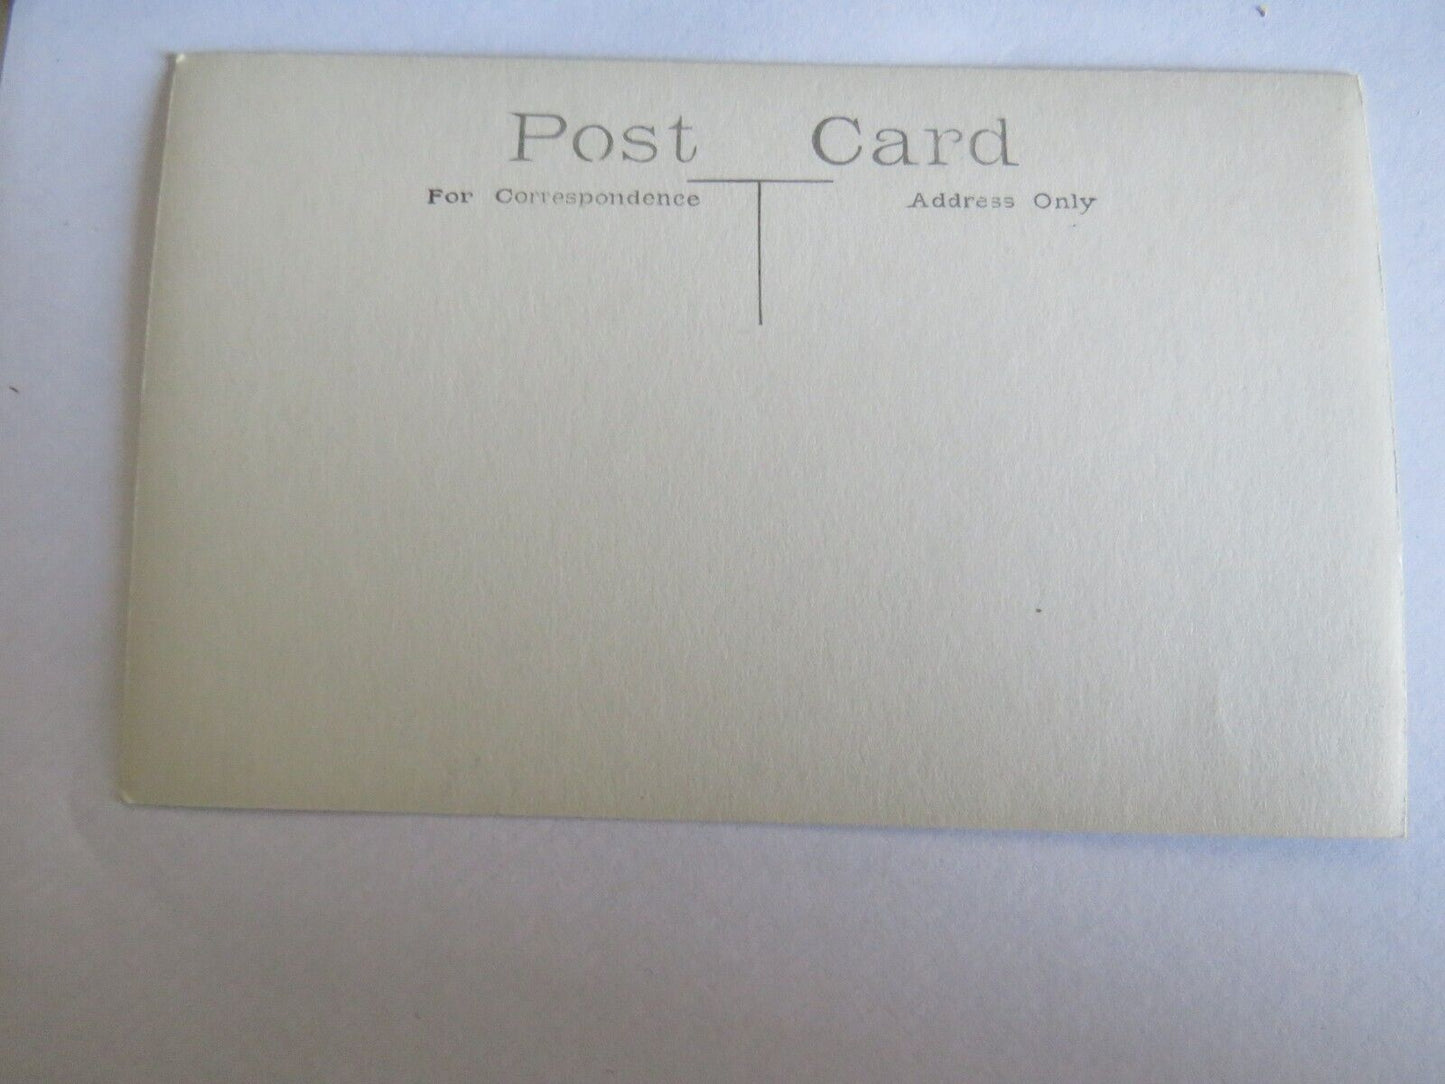 Post Card
For Correspondence Address Only